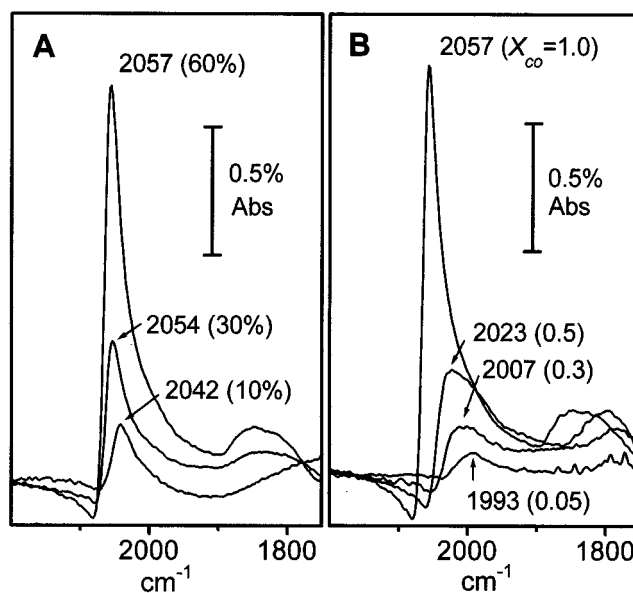 A
2057 (60%)
0.5%
Abs
2054 (30%)
2042 (10%)
2000
1800
cm-1
B
2057 (Xco=1.0)
0.5%
Abs
2023 (0.5)
2007 (0.3)
1993 (0.05)
2000
1800
cm-1